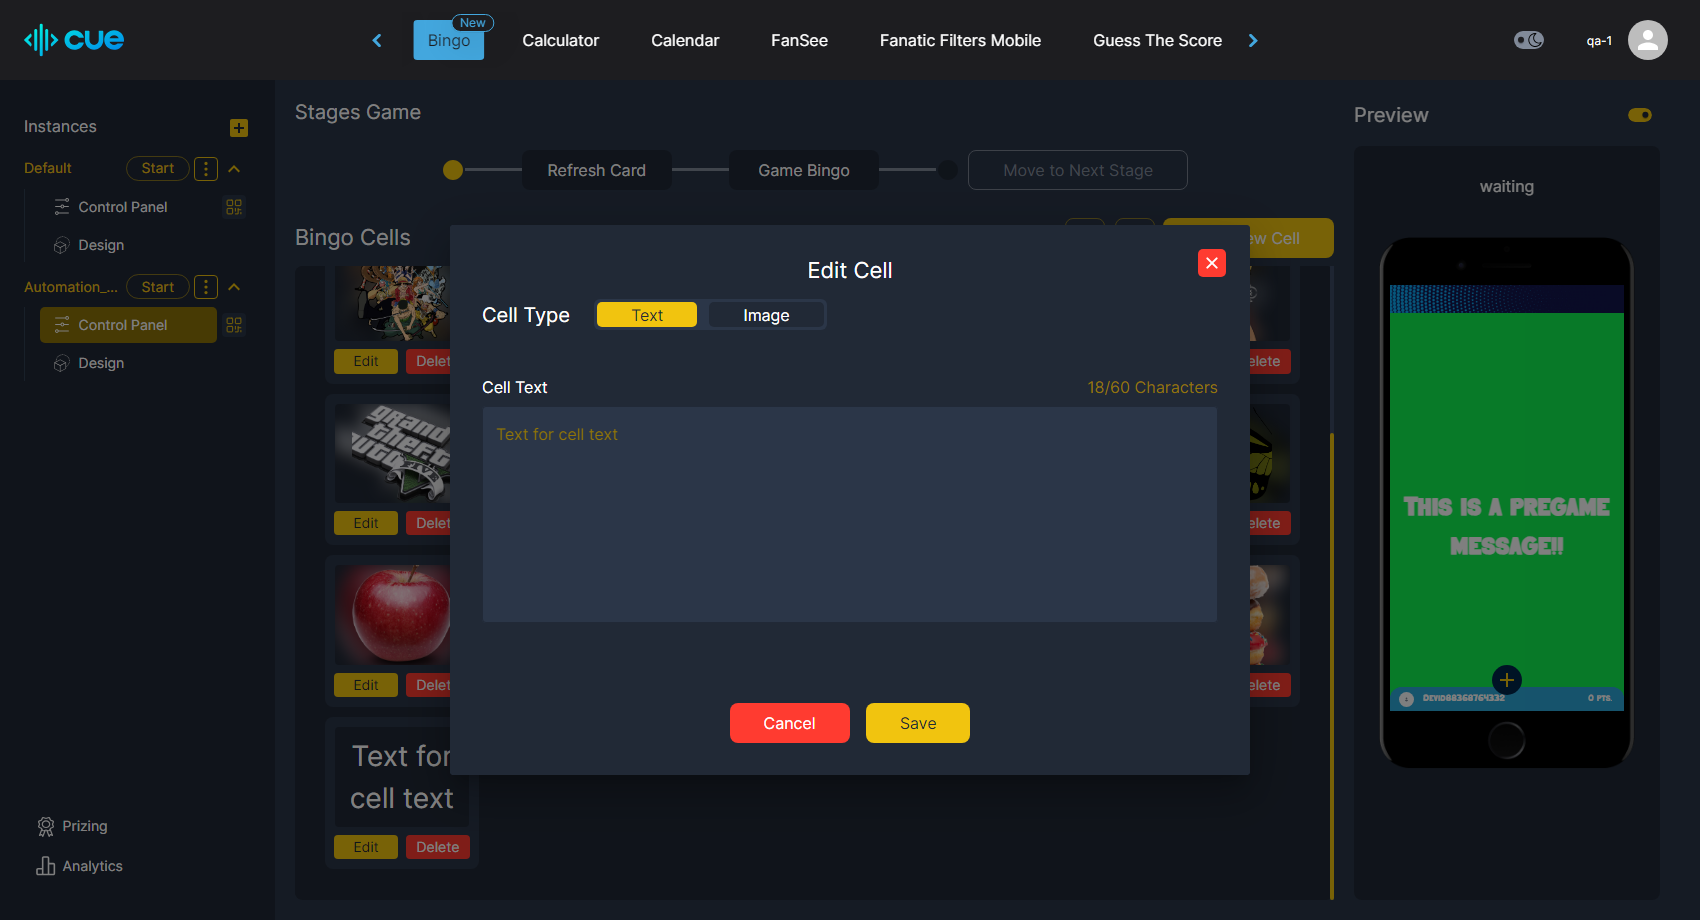 cue
Bingo
New
Calculator
Calendar
FanSee
Fanatic Filters Mobile
Guess The Score
qa-1
Instances
Default
Start
Control Panel
Design
Automation_...
Start
Control Panel
Design
Prizing
Analytics
Stages Game
Refresh Card
Game Bingo
Move to Next Stage
Bingo Cells
ew Cell
Edit
Delet
elete
grand
theft
auto
Edit
Delet
elete
Edit
Delet
elete
Text for
cell text
Edit
Delete
Edit Cell
Cell Type
Text
Image
Cell Text
18/60 Characters
Text for cell text
Cancel
Save
Preview
waiting
THIS IS A PREGAME
MESSAGE!!
DEVID88368764332
0 PTS.